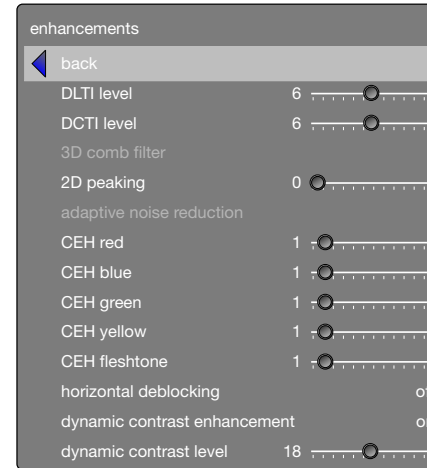 enhancements
back
DLTI level 6
DCTI level 6
3D comb filter
2D peaking 0
adaptive noise reduction
CEH red 1
CEH blue 1
CEH green 1
CEH yellow 1
CEH fleshtone 1
horizontal deblocking
dynamic contrast enhancement
dynamic contrast level 18